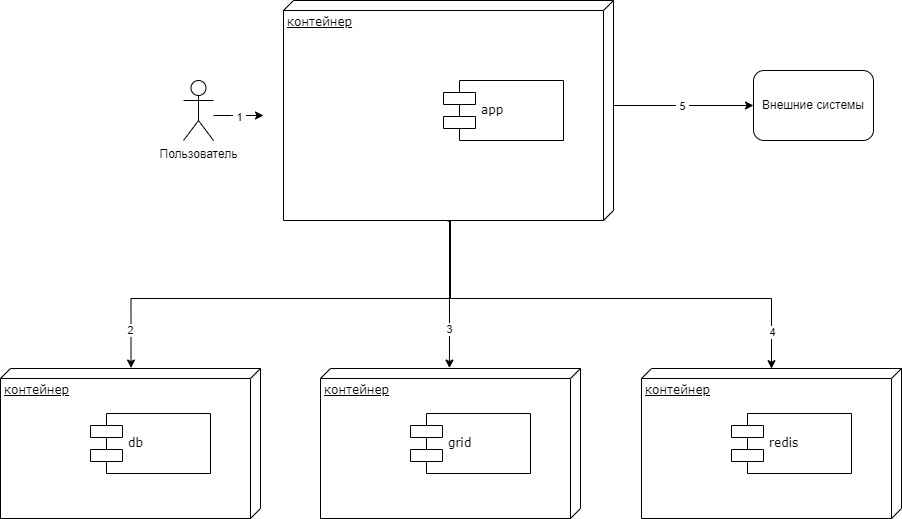 контейнер
app
1
Пользователь
5
Внешние системы
2
3
4
контейнер
db
контейнер
grid
контейнер
redis